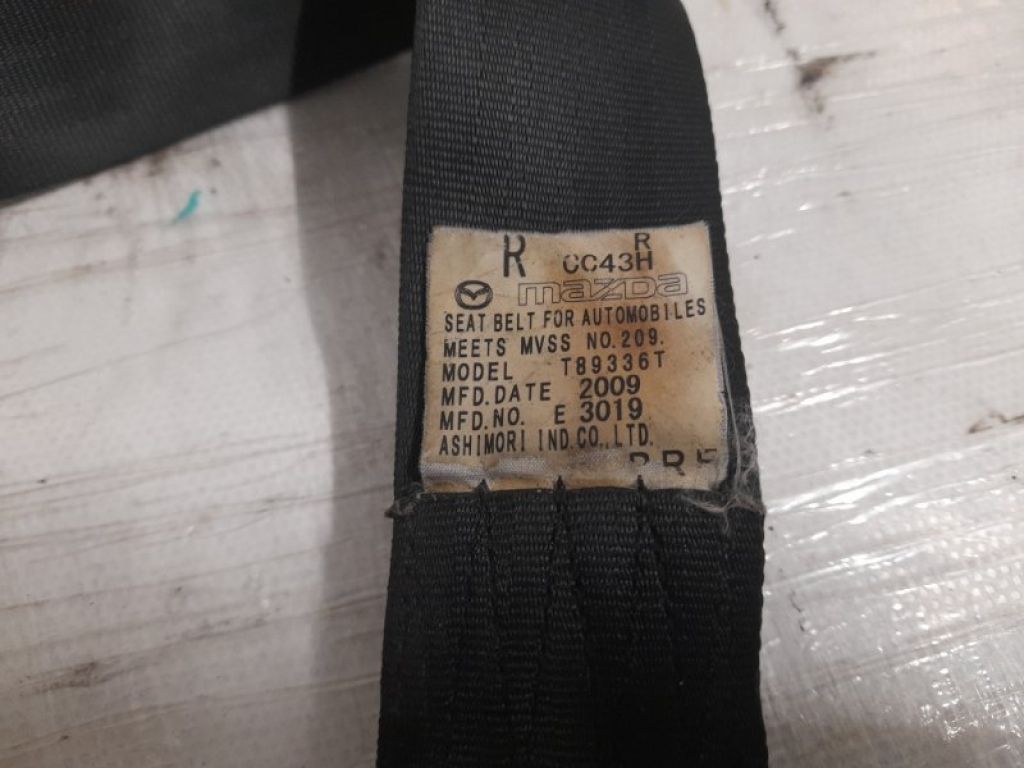 R
R CC43H
mazda
SEAT BELT FOR AUTOMOBILES
MEETS MVSS NO.209.
MODEL T89336T
MFD.DATE 2009
MFD.NO. E 3019
ASHIMORI IND.CO.,LTD.